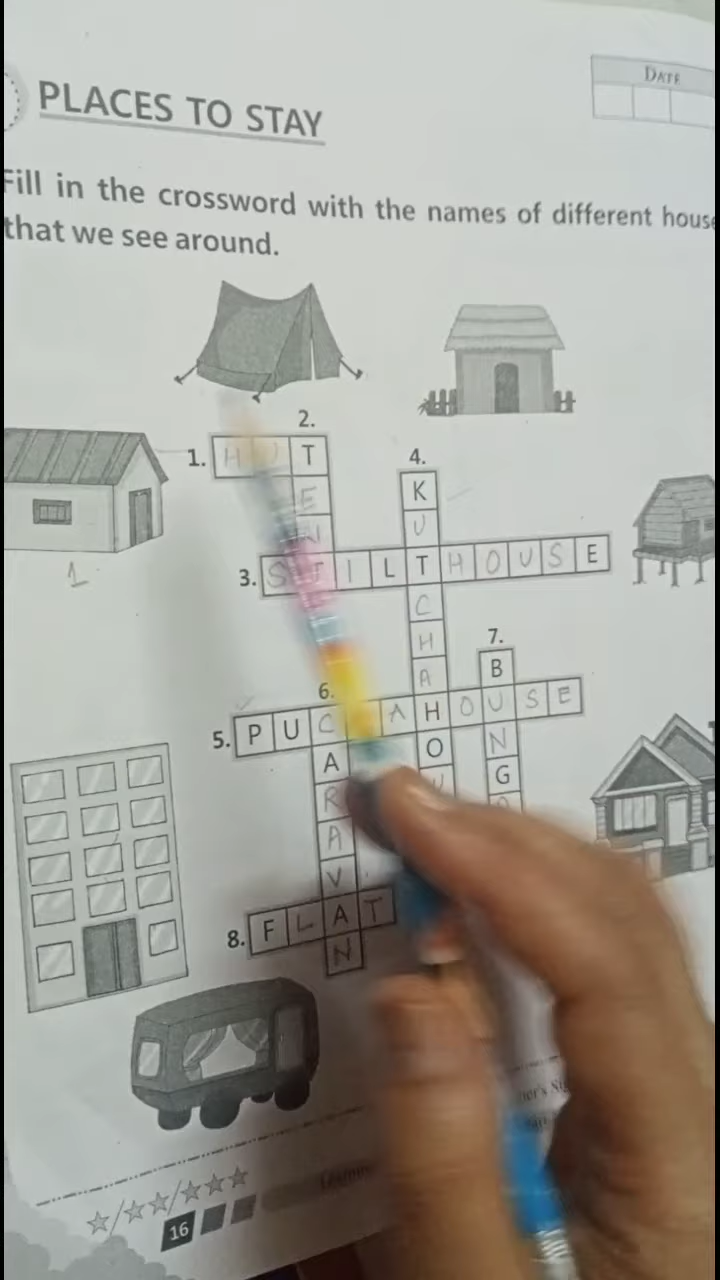 PLACES TO STAY
DATE
Fill in the crossword with the names of different
that we see around.
2.
1. H U T
4.
E
K
N
U
3. S T I L T H O U S E
C
H
7.
A
B
6.
5. P U C A H O U S E
A
O
N
R
G
A
V
8. F L A T
N
1
16